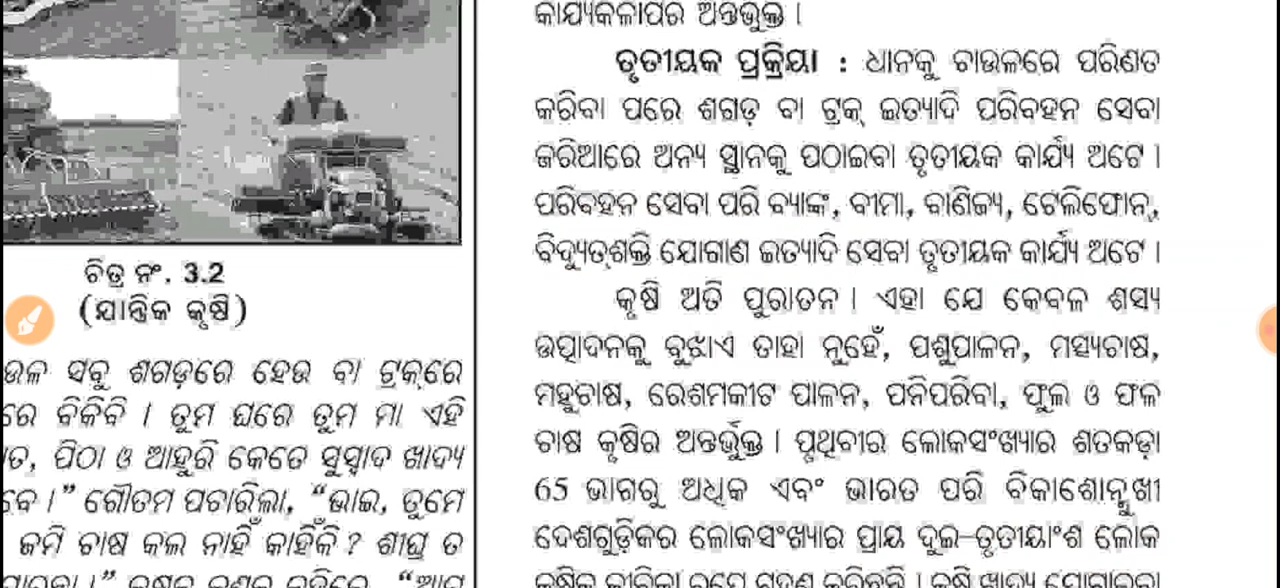 ଚିତ୍ର ନଂ. 3.2
(ଯାନ୍ତ୍ରିକ କୃଷି)
ଉଳ ସବୁ ଶଗଡ଼ରେ ହେଉ ବା ଟ୍ରକ୍‌ରେ
ରେ ବିକିବି । ତୁମ ଘରେ ତୁମ ମା ଏହି
ାତ, ପିଠା ଓ ଆହୁରି କେତେ ସୁସ୍ୱାଦ ଖାଦ୍ୟ
ବେ ।” ଗୌତମ ପଚାରିଲା, “ଭାଇ, ତୁମେ
ଜମି ଚାଷ କଲ ନାହିଁ କାହିଁକି ? ଶୀଘ୍ର ତ
କାର୍ଯ୍ୟକଳାପର ଅନ୍ତର୍ଭୁକ୍ତ ।
ତୃତୀୟକ ପ୍ରକ୍ରିୟା : ଧାନକୁ ଚାଉଳରେ ପରିଣତ
କରିବା ପରେ ଶଗଡ଼ ବା ଟ୍ରକ୍ ଇତ୍ୟାଦି ପରିବହନ ସେବା
ଜରିଆରେ ଅନ୍ୟ ସ୍ଥାନକୁ ପଠାଇବା ତୃତୀୟକ କାର୍ଯ୍ୟ ଅଟେ ।
ପରିବହନ ସେବା ପରି ବ୍ୟାଙ୍କ, ବୀମା, ବାଣିଜ୍ୟ, ଟେଲିଫୋନ୍,
ବିଦ୍ୟୁତ୍‌ଶକ୍ତି ଯୋଗାଣ ଇତ୍ୟାଦି ସେବା ତୃତୀୟକ କାର୍ଯ୍ୟ ଅଟେ ।
କୃଷି ଅତି ପୁରାତନ । ଏହା ଯେ କେବଳ ଶସ୍ୟ
ଉତ୍ପାଦନକୁ ବୁଝାଏ ତାହା ନୁହେଁ, ପଶୁପାଳନ, ମତ୍ସ୍ୟଚାଷ,
ମହୁଚାଷ, ରେଶମକୀଟ ପାଳନ, ପନିପରିବା, ଫୁଲ ଓ ଫଳ
ଚାଷ କୃଷିର ଅନ୍ତର୍ଭୁକ୍ତ । ପୃଥିବୀର ଲୋକସଂଖ୍ୟାର ଶତକଡ଼ା
65 ଭାଗରୁ ଅଧିକ ଏବଂ ଭାରତ ପରି ବିକାଶୋନ୍ମୁଖୀ
ଦେଶଗୁଡ଼ିକର ଲୋକସଂଖ୍ୟାର ପ୍ରାୟ ଦୁଇ-ତୃତୀୟାଂଶ ଲୋକ